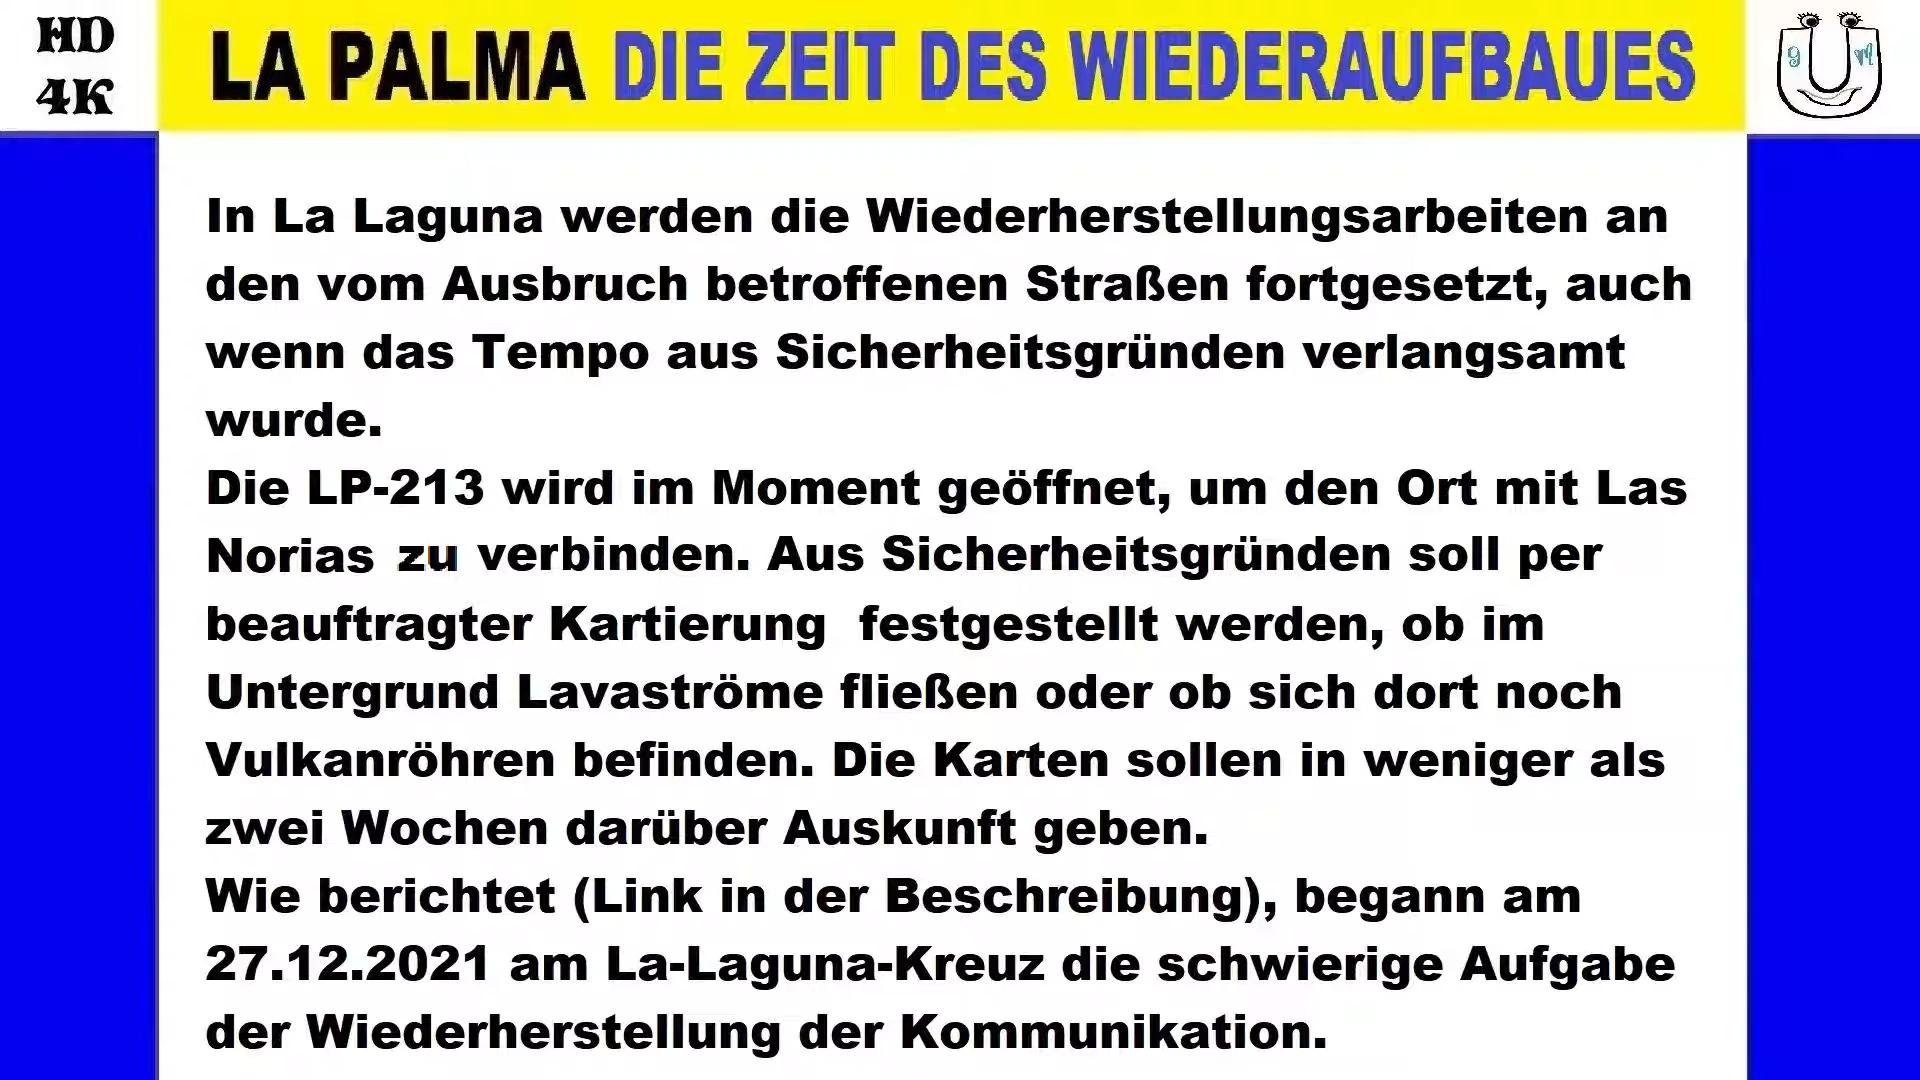 HD
4K
LA PALMA DIE ZEIT DES WIEDERAUFBAUES
g m
In La Laguna werden die Wiederherstellungsarbeiten an
den vom Ausbruch betroffenen Straßen fortgesetzt, auch
wenn das Tempo aus Sicherheitsgründen verlangsamt
wurde.
Die LP-213 wird im Moment geöffnet, um den Ort mit Las
Norias zu verbinden. Aus Sicherheitsgründen soll per
beauftragter Kartierung festgestellt werden, ob im
Untergrund Lavaströme fließen oder ob sich dort noch
Vulkanröhren befinden. Die Karten sollen in weniger als
zwei Wochen darüber Auskunft geben.
Wie berichtet (Link in der Beschreibung), begann am
27.12.2021 am La-Laguna-Kreuz die schwierige Aufgabe
der Wiederherstellung der Kommunikation.